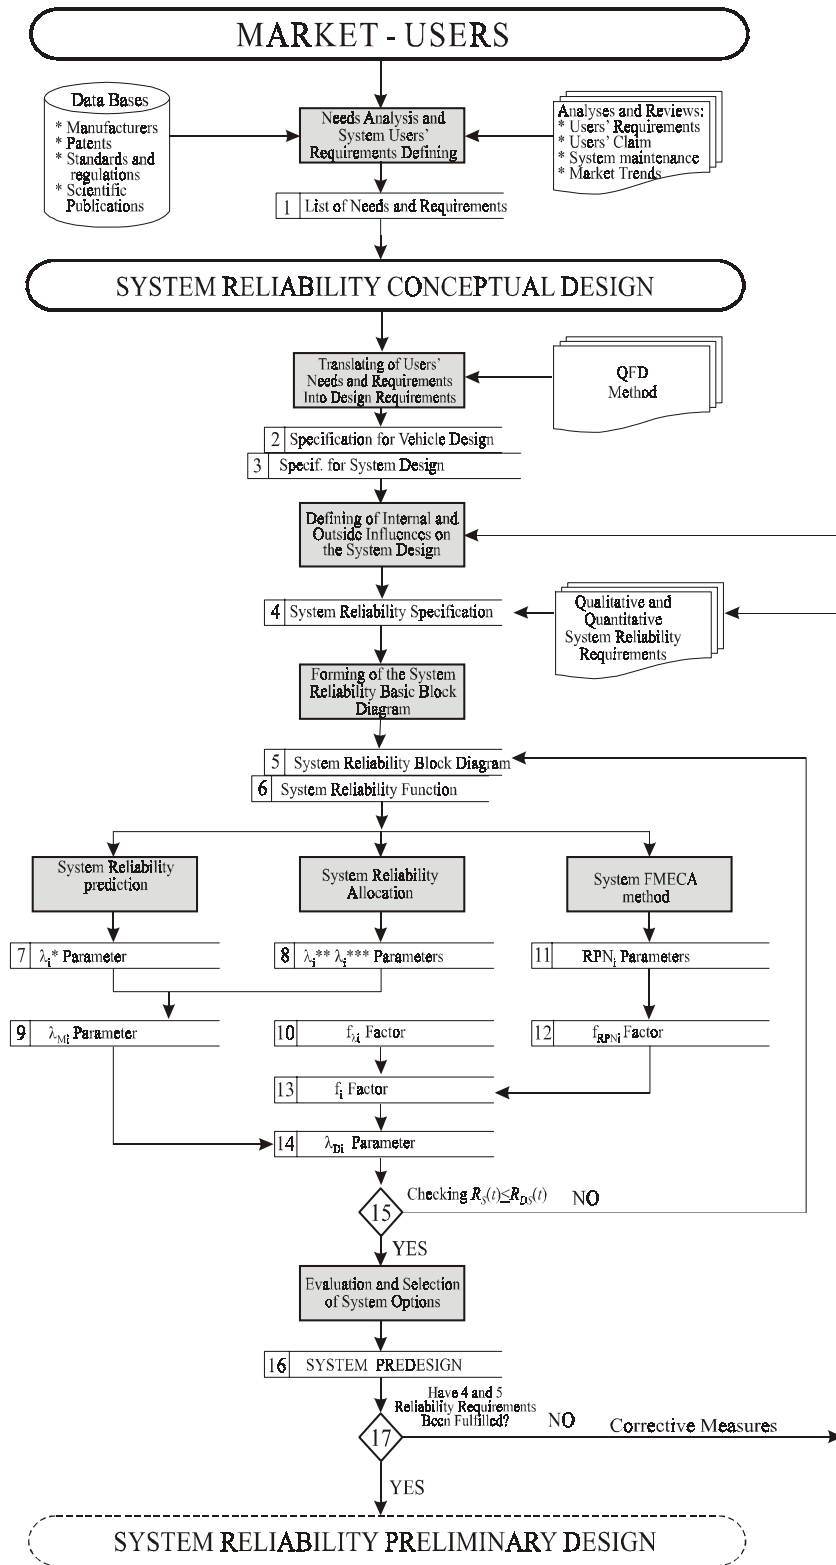 MARKET - USERS
Data Bases
* Manufacturers
* Patents
* Standards and
regulations
* Scientific
Publications
Needs Analysis and
System Users'
Requirements Defining
Analyses and Reviews:
* Users' Requirements
* Users' Claim
* System maintenance
* Market Trends
1 List of Needs and Requirements
SYSTEM RELIABILITY CONCEPTUAL DESIGN
Translating of Users'
Needs and Requirements
Into Design Requirements
QFD
Method
2 Specification for Vehicle Design
3 Specif. for System Design
Defining of Internal and
Outside Influences on
the System Design
4 System Reliability Specification
Qualitative and
Quantitative
System Reliability
Requirements
Forming of the System
Reliability Basic Block
Diagram
5 System Reliability Block Diagram
6 System Reliability Function
System Reliability
prediction
System Reliability
Allocation
System FMECA
method
7 λi* Parameter
8 λi** λi*** Parameters
11 RPNi Parameters
9 λMi Parameter
10 fλi Factor
12 fRPNi Factor
13 fi Factor
14 λDi Parameter
15
Checking RS(t)≤RDS(t) NO
YES
Evaluation and Selection
of System Options
16 SYSTEM PREDESIGN
Have 4 and 5
Reliability Requirements
Been Fulfilled?
17
NO
Corrective Measures
YES
SYSTEM RELIABILITY PRELIMINARY DESIGN